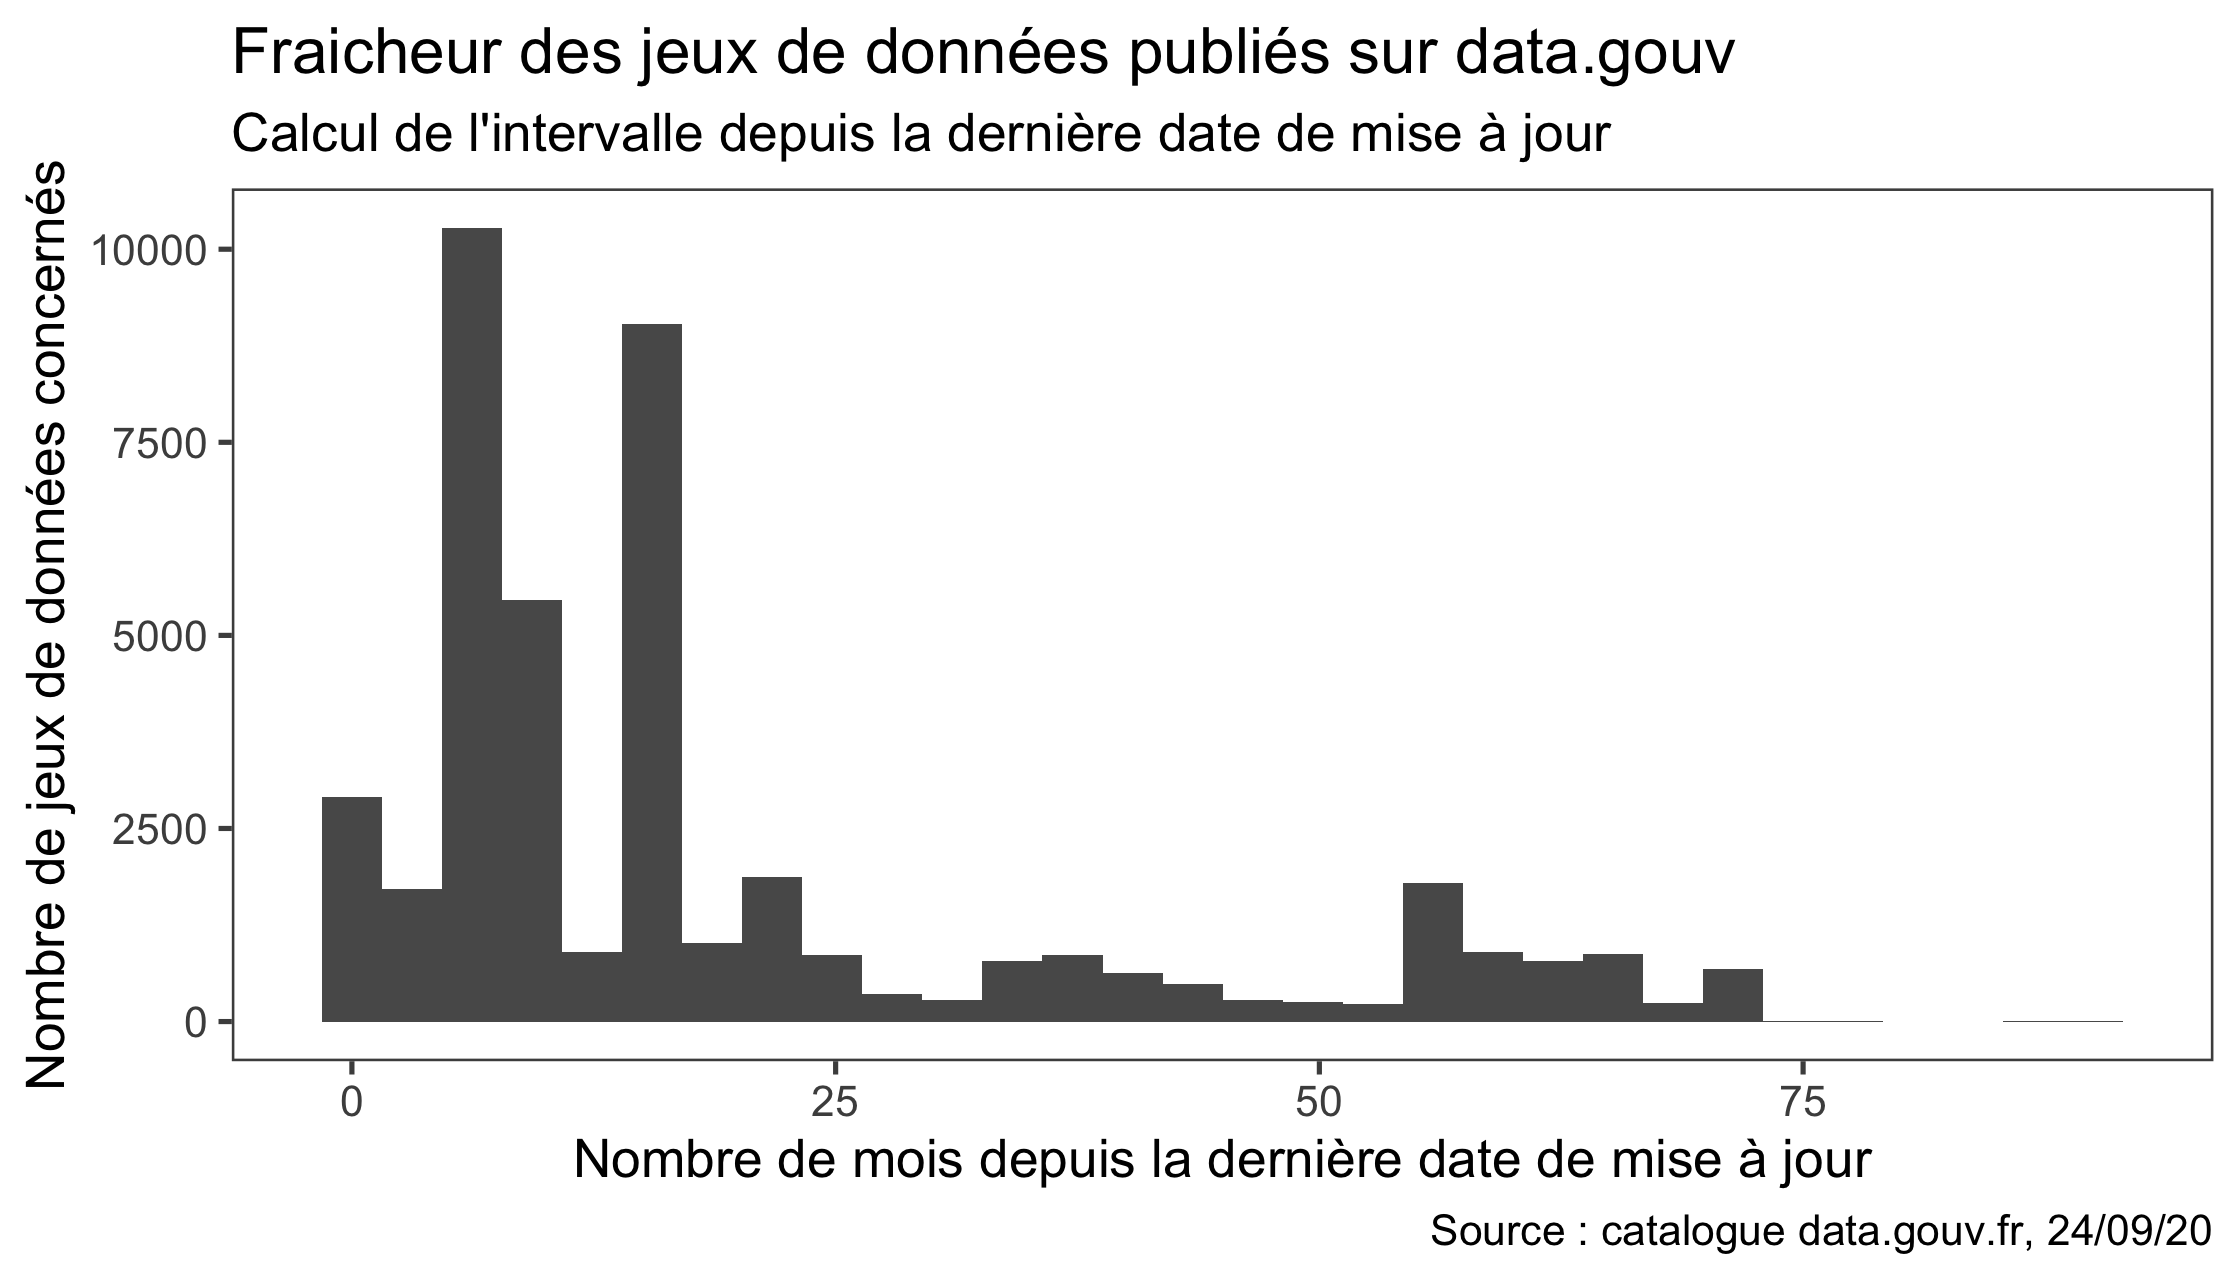 Fraicheur des jeux de données publiés sur data.gouv
Calcul de l'intervalle depuis la dernière date de mise à jour
Nombre de jeux de données concernés
10000
7500
5000
2500
0
0 25 50 75
Nombre de mois depuis la dernière date de mise à jour
Source : catalogue data.gouv.fr, 24/09/20